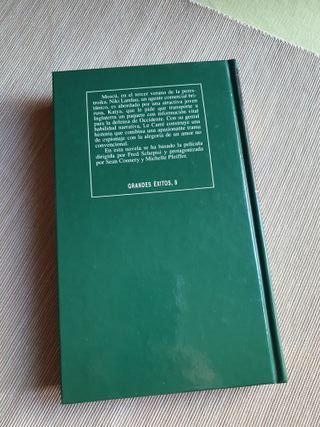 Moscú, en el tercer verano de la peres-
troika. Niki Landau, un agente comercial bri-
tánico, es abordado por una atractiva joven
rusa, Katya, que le pide que transporte a
Inglaterra un paquete con información vital
para la defensa de Occidente. Con su genial
habilidad narrativa, Le Carré construye una
historia que combina una apasionante trama
de espionaje con la alegoría de un amor no
convencional.
En esta novela se ha basado la película
dirigida por Fred Schepisi y protagonizada
por Sean Connery y Michelle Pfeiffer.
GRANDES EXITOS, 8